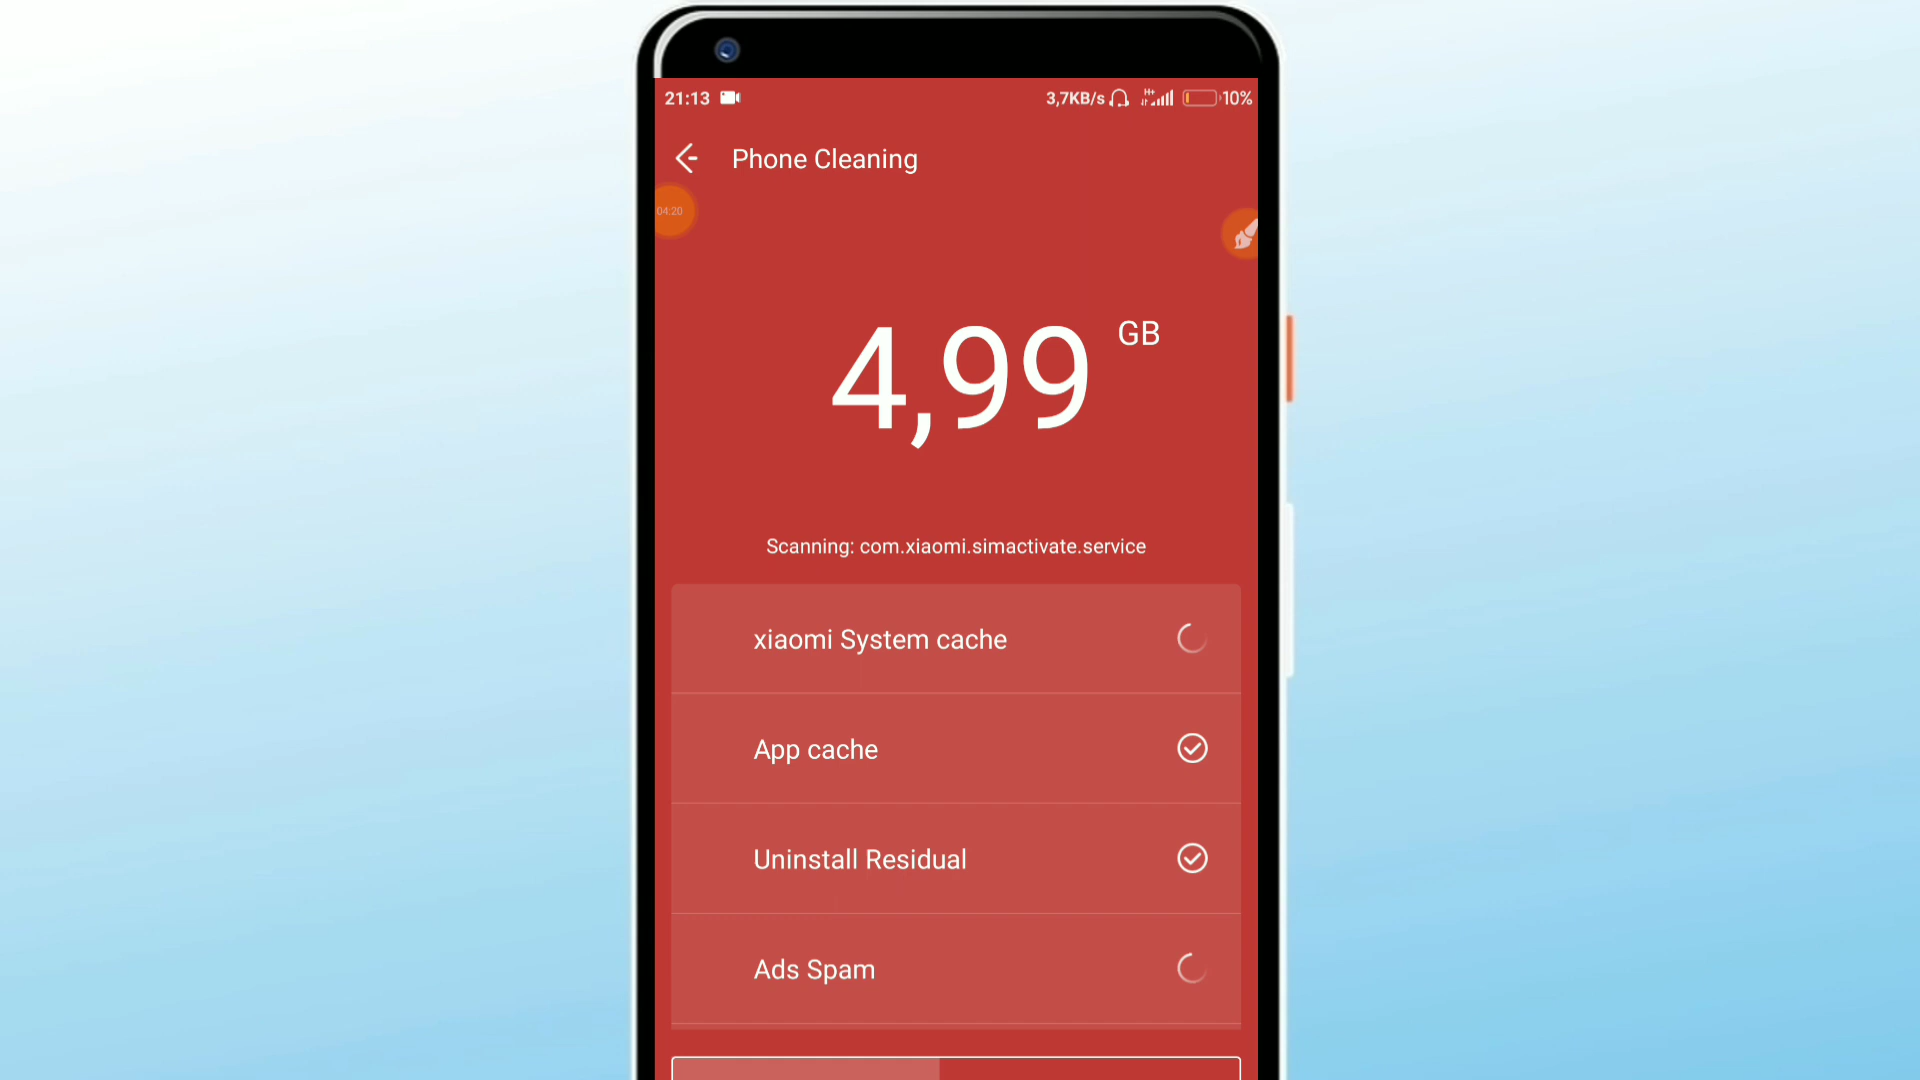 21:13 3,7KB/s H+ 10%
Phone Cleaning
04:20
4,99 GB
Scanning: com.xiaomi.simactivate.service
xiaomi System cache
App cache
Uninstall Residual
Ads Spam